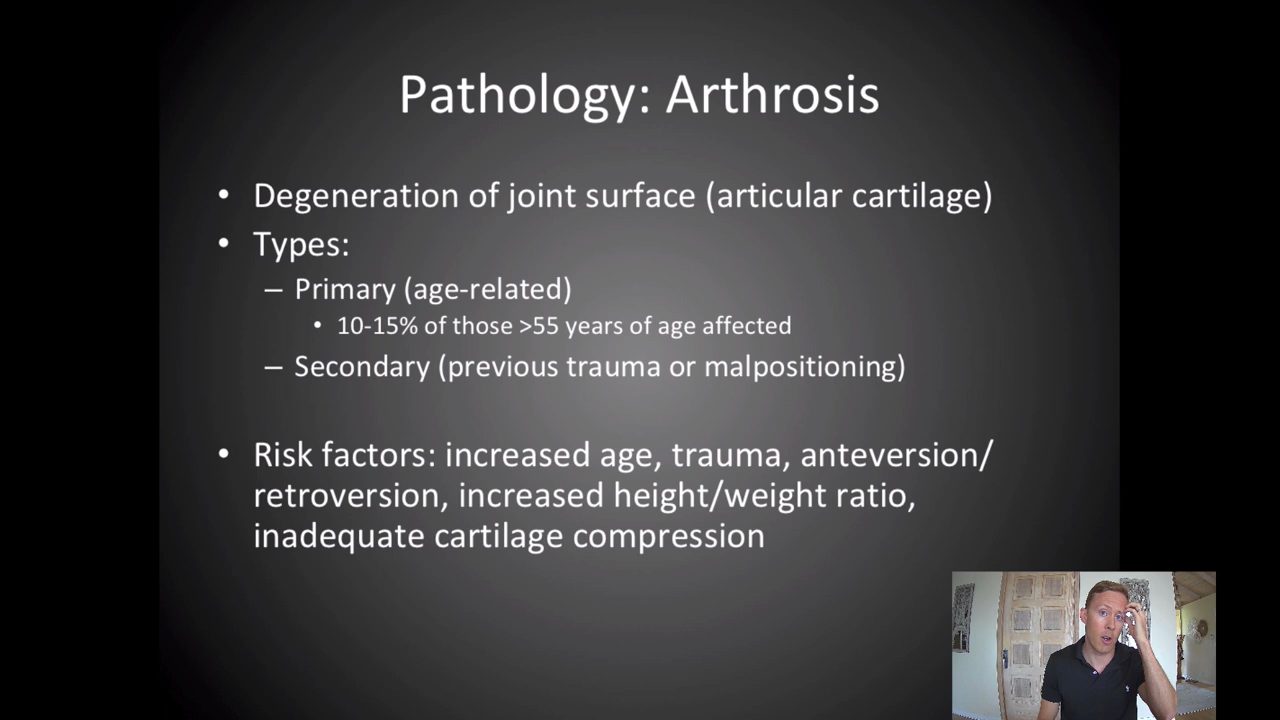 Pathology: Arthrosis
• Degeneration of joint surface (articular cartilage)
• Types:
– Primary (age-related)
• 10-15% of those >55 years of age affected
– Secondary (previous trauma or malpositioning)
• Risk factors: increased age, trauma, anteversion/
retroversion, increased height/weight ratio,
inadequate cartilage compression